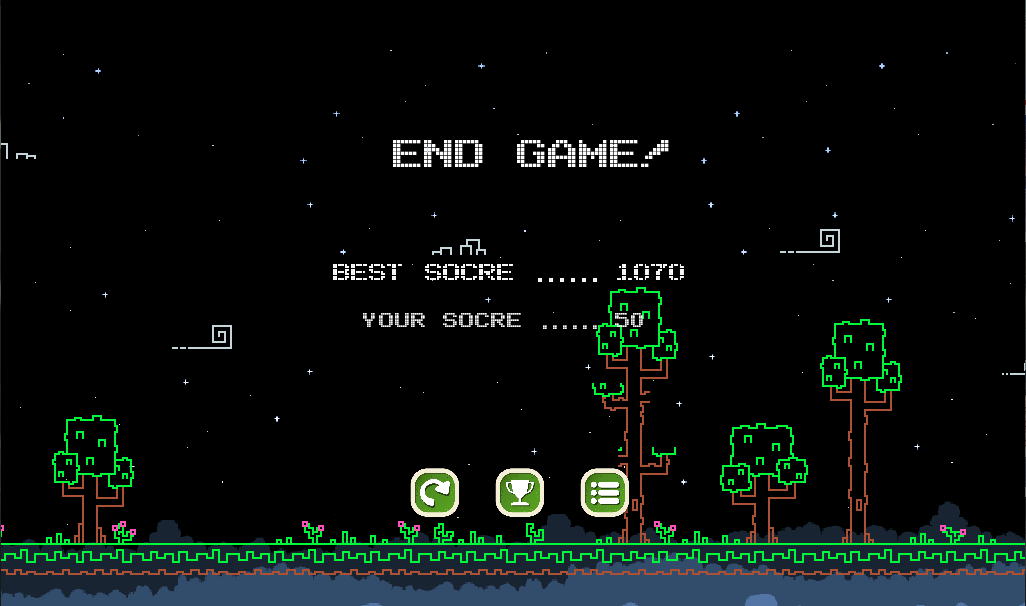 END GAME!
BEST SOCRE ...... 1070
YOUR SOCRE ...... 50